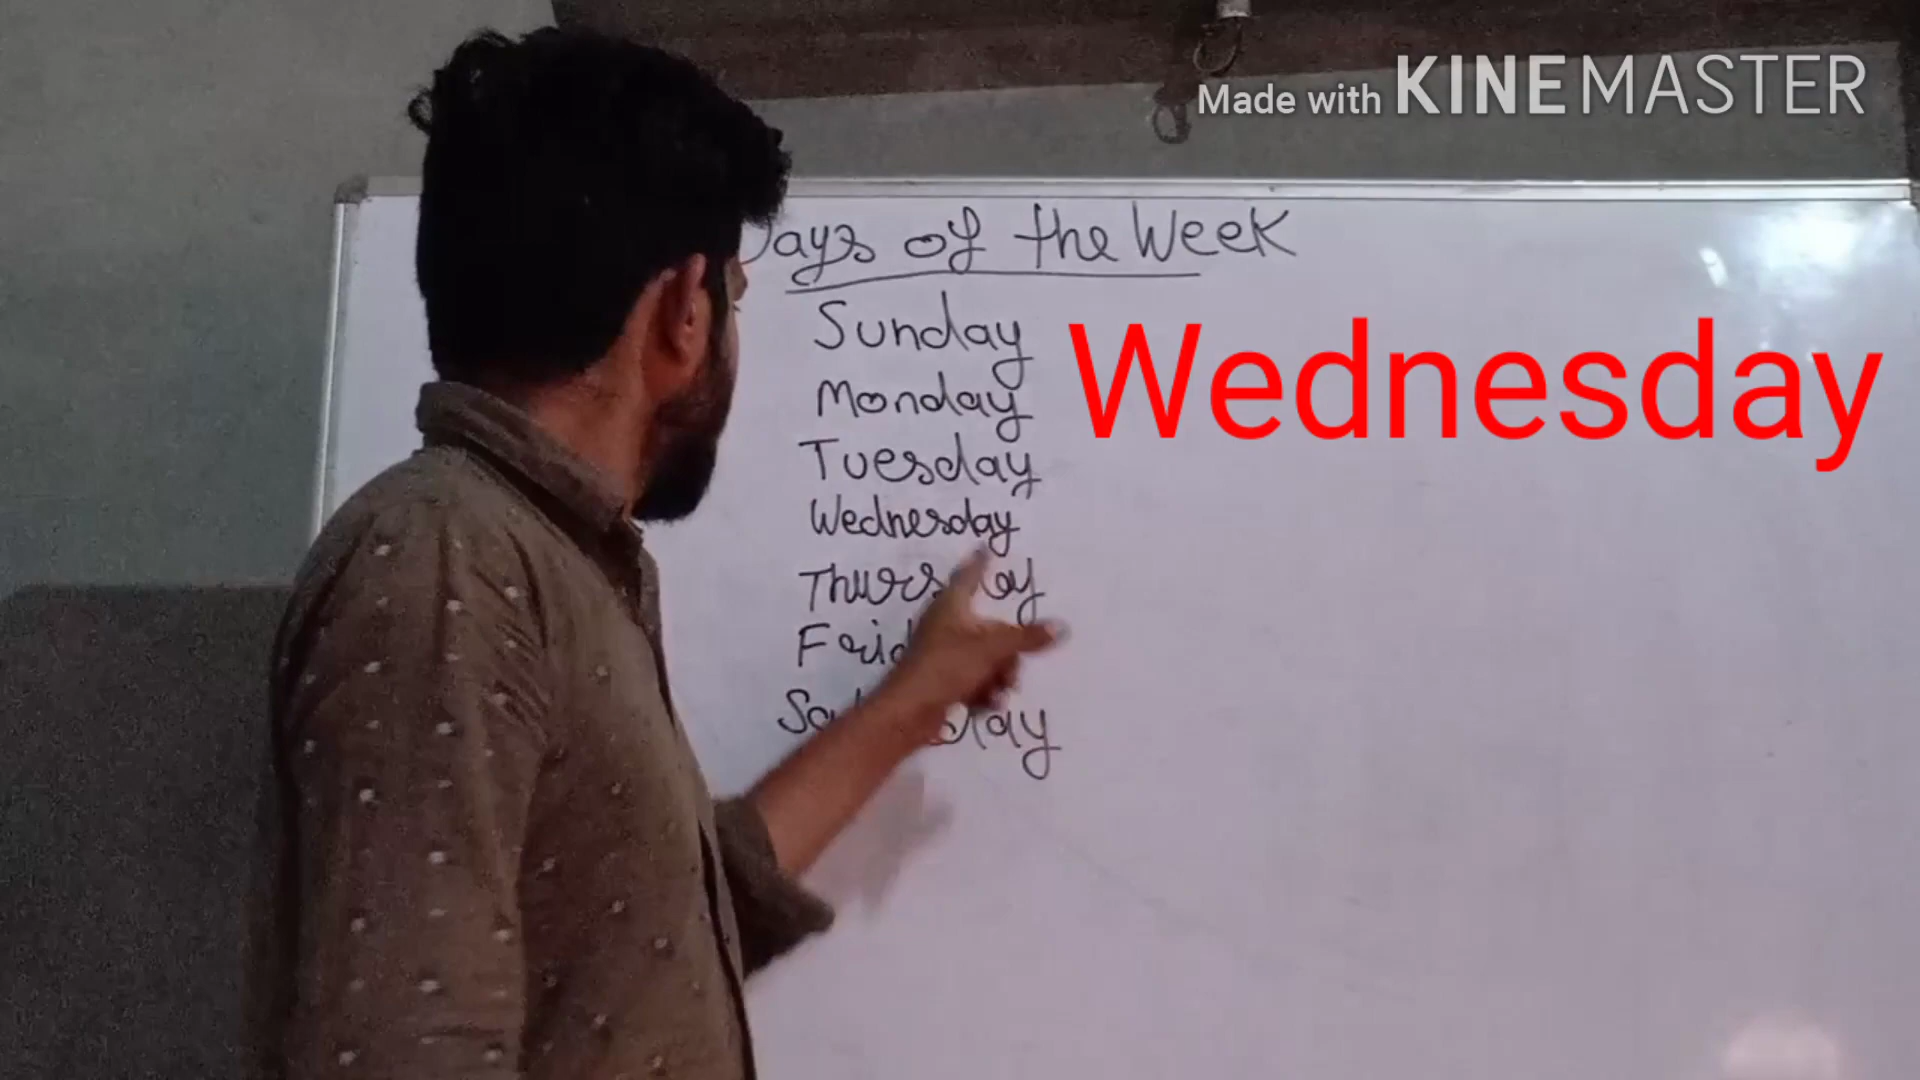 Made with KINEMASTER
Days of the Week
Sunday
Monday
Tuesday
Wednesday
Wednesday